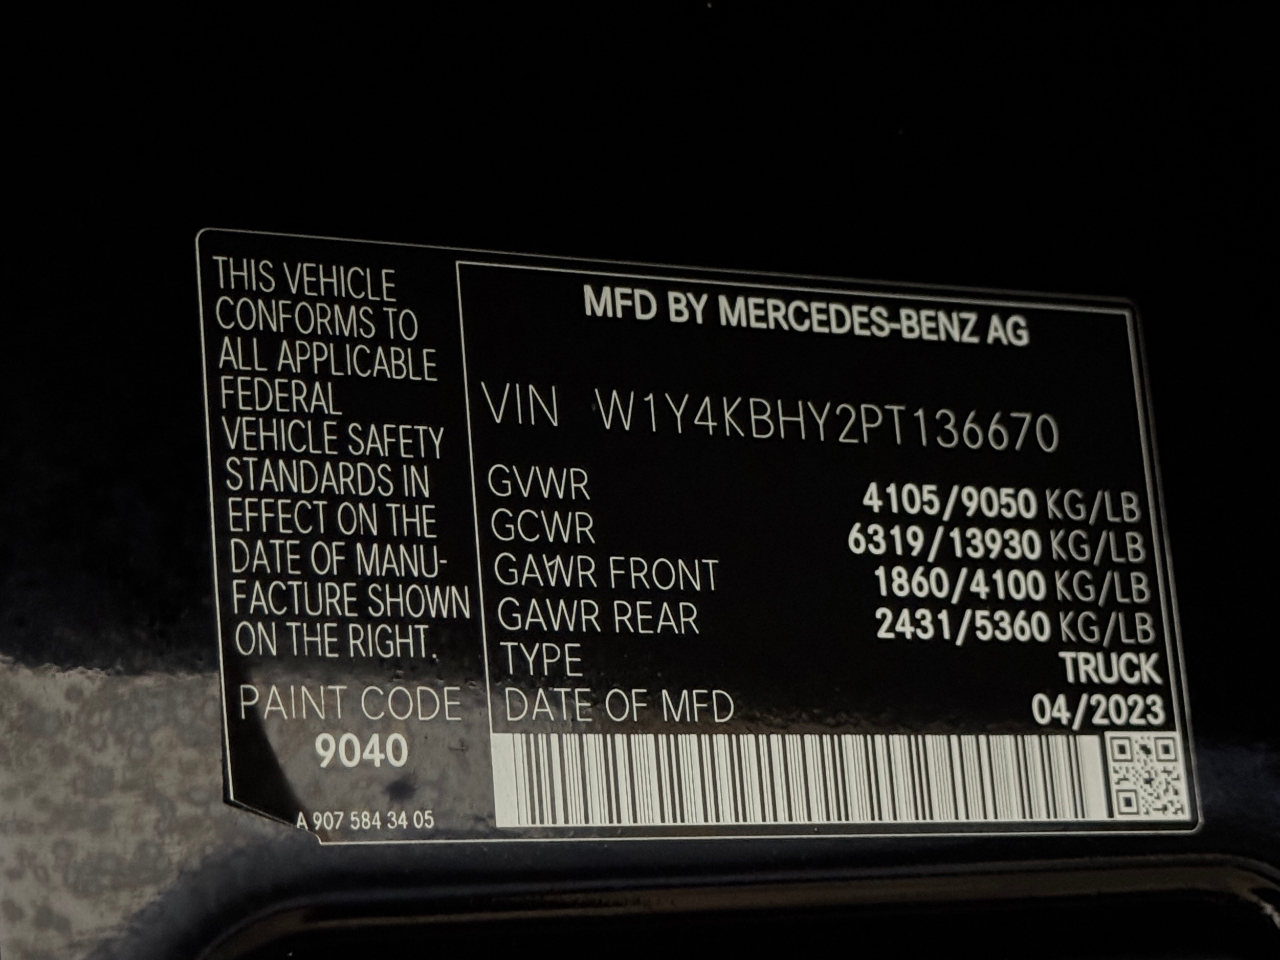 THIS VEHICLE
CONFORMS TO
ALL APPLICABLE
FEDERAL
VEHICLE SAFETY
STANDARDS IN
EFFECT ON THE
DATE OF MANU-
FACTURE SHOWN
ON THE RIGHT.
PAINT CODE
9040
A 907 584 34 05
MFD BY MERCEDES-BENZ AG
VIN W1Y4KBHY2PT136670
GVWR 4105/9050 KG/LB
GCWR 6319/13930 KG/LB
GAWR FRONT 1860/4100 KG/LB
GAWR REAR 2431/5360 KG/LB
TYPE TRUCK
DATE OF MFD 04/2023